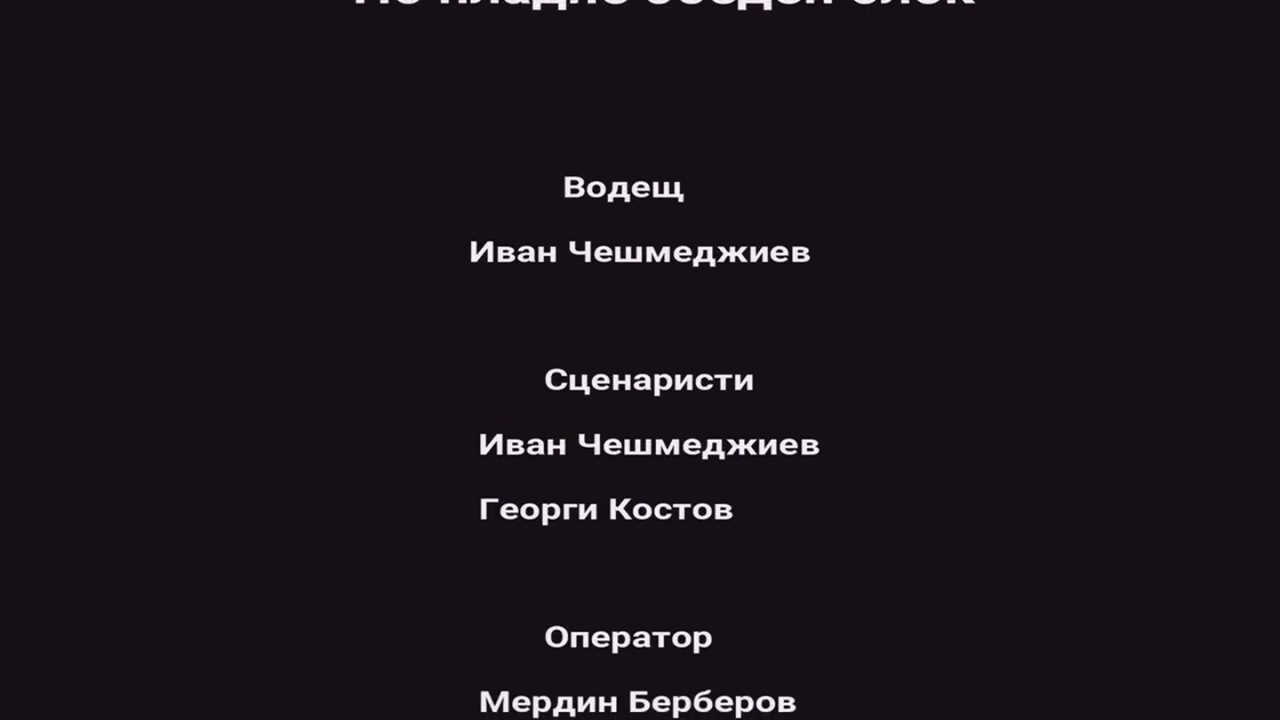 Водещ
Иван Чешмеджиев
Сценаристи
Иван Чешмеджиев
Георги Костов
Оператор
Мердин Берберов